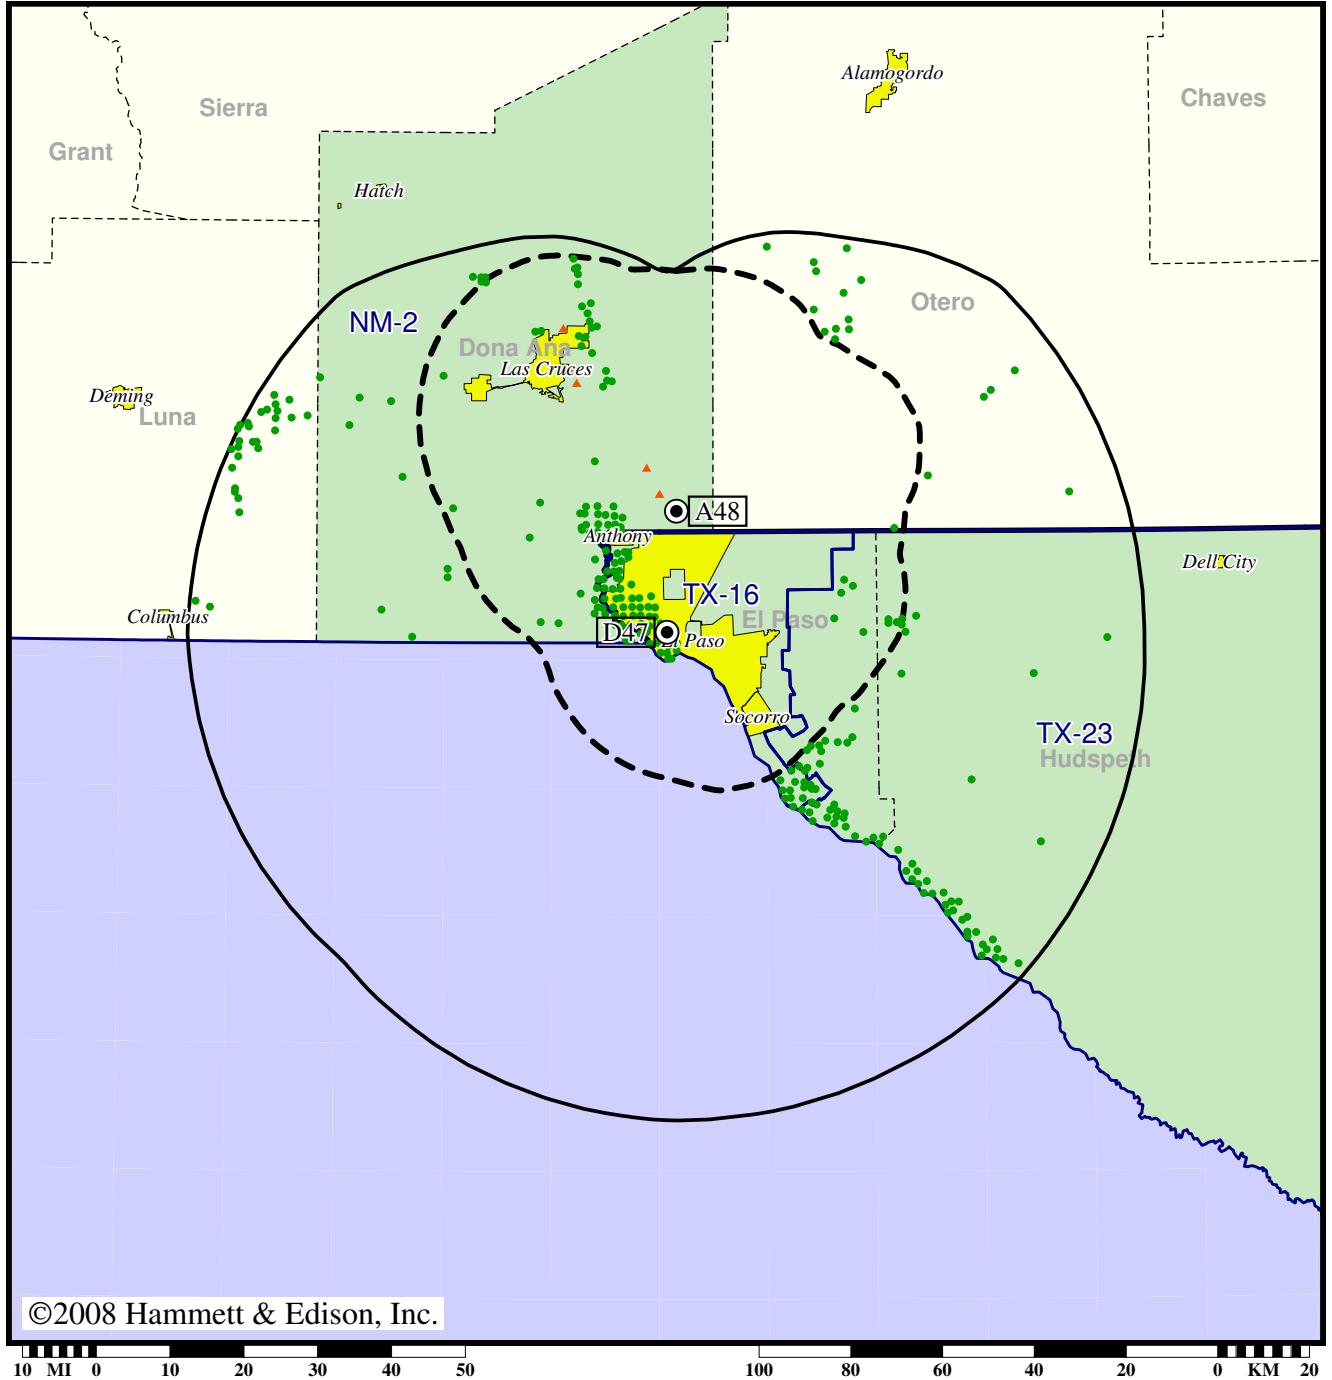 Alamogordo
Chaves
Sierra
Grant
Hatch
Otero
NM-2
Dona Ana
Las Cruces
Deming
Luna
A48
Anthony
Dell City
TX-16
El Paso
Columbus
D47
El Paso
Socorro
TX-23
Hudspeth
©2008 Hammett & Edison, Inc.
10 MI 0 10 20 30 40 50 100 80 60 40 20 0 KM 20